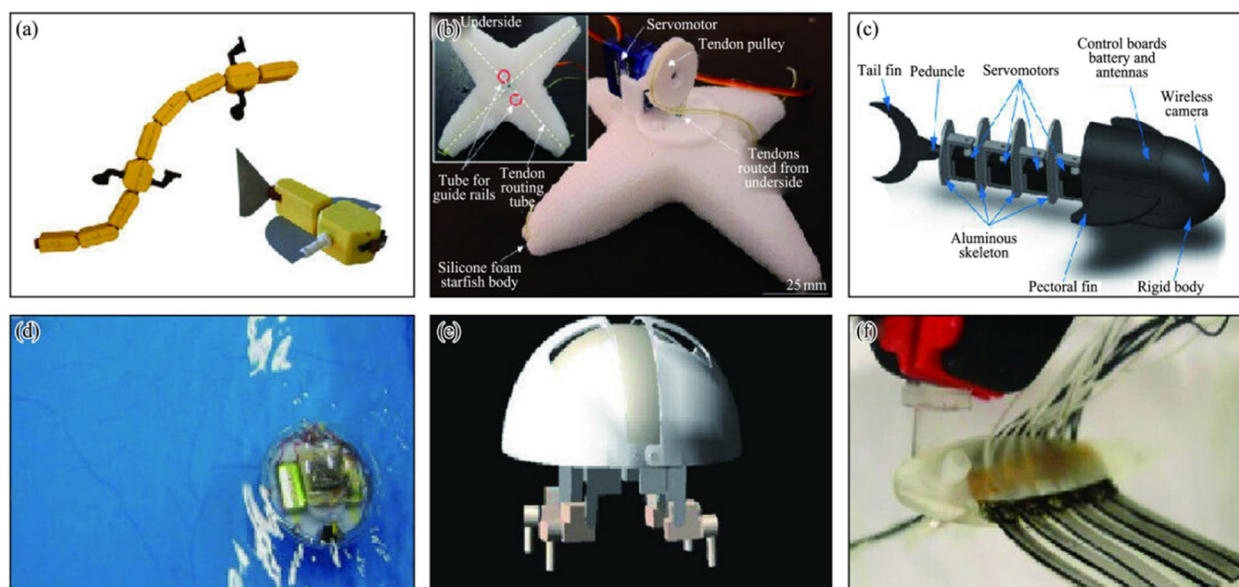 (a)
(b)
Underside
Servomotor
Tendon pulley
Tube for
guide rails
Tendon
routing
tube
Tendons
routed from
underside
Silicone foam
starfish body
25 mm
(c)
Control boards
battery and
antennas
Tail fin
Peduncle
Servomotors
Wireless
camera
Aluminous
skeleton
Pectoral fin
Rigid body
(d)
(e)
(f)